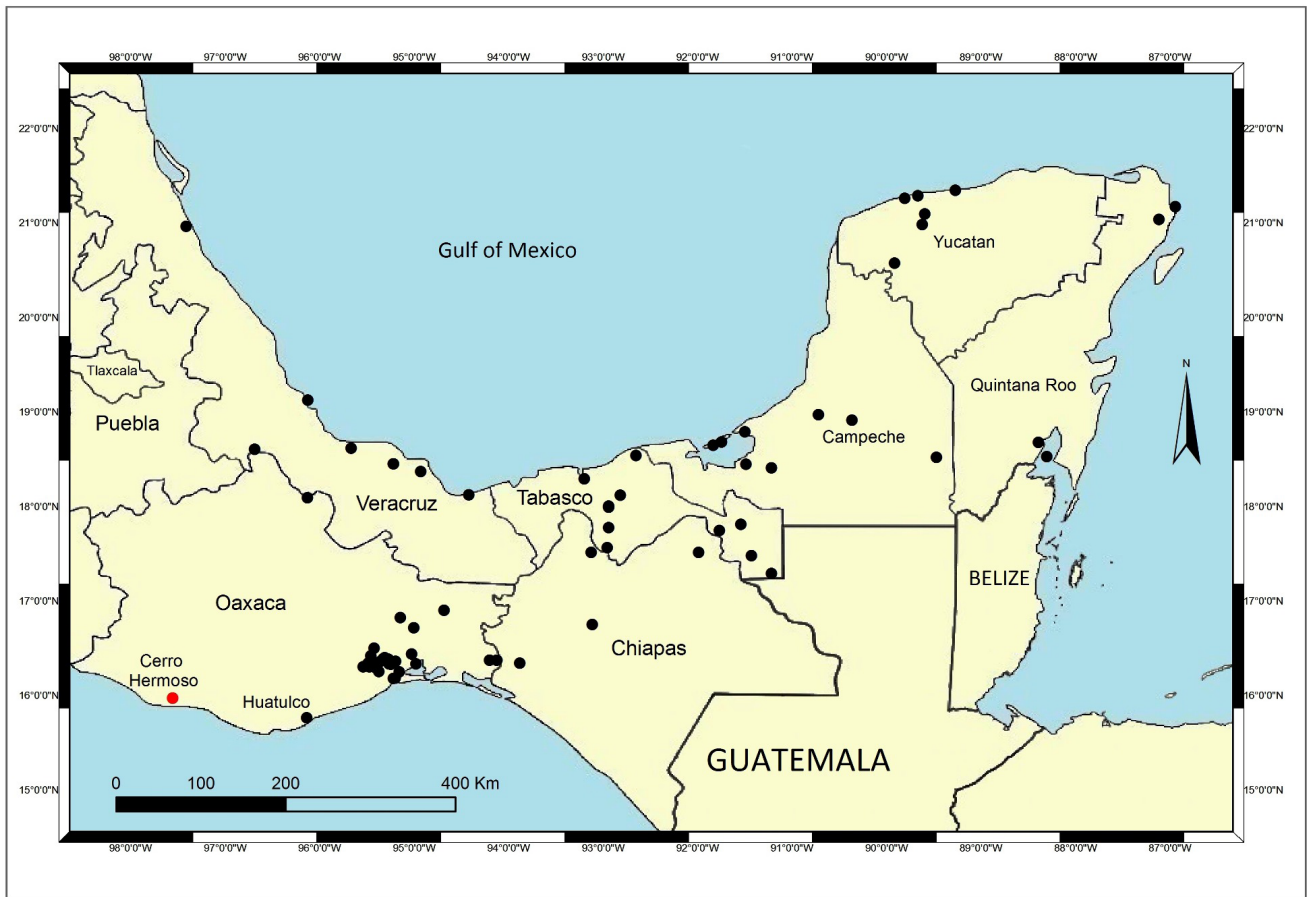 98°0'0"W 97°0'0"W 96°0'0"W 95°0'0"W 94°0'0"W 93°0'0"W 92°0'0"W 91°0'0"W 90°0'0"W 89°0'0"W 88°0'0"W 87°0'0"W
22°0'0"N 22°0'0"N
21°0'0"N 21°0'0"N
Yucatan
Gulf of Mexico
20°0'0"N 20°0'0"N
N
Tlaxcala
Quintana Roo
19°0'0"N 19°0'0"N
Puebla
Campeche
Veracruz
Tabasco
18°0'0"N 18°0'0"N
BELIZE
17°0'0"N 17°0'0"N
Oaxaca
Chiapas
Cerro
Hermoso
16°0'0"N 16°0'0"N
Huatulco
GUATEMALA
0 100 200 400 Km
15°0'0"N 15°0'0"N
98°0'0"W 97°0'0"W 96°0'0"W 95°0'0"W 94°0'0"W 93°0'0"W 92°0'0"W 91°0'0"W 90°0'0"W 89°0'0"W 88°0'0"W 87°0'0"W